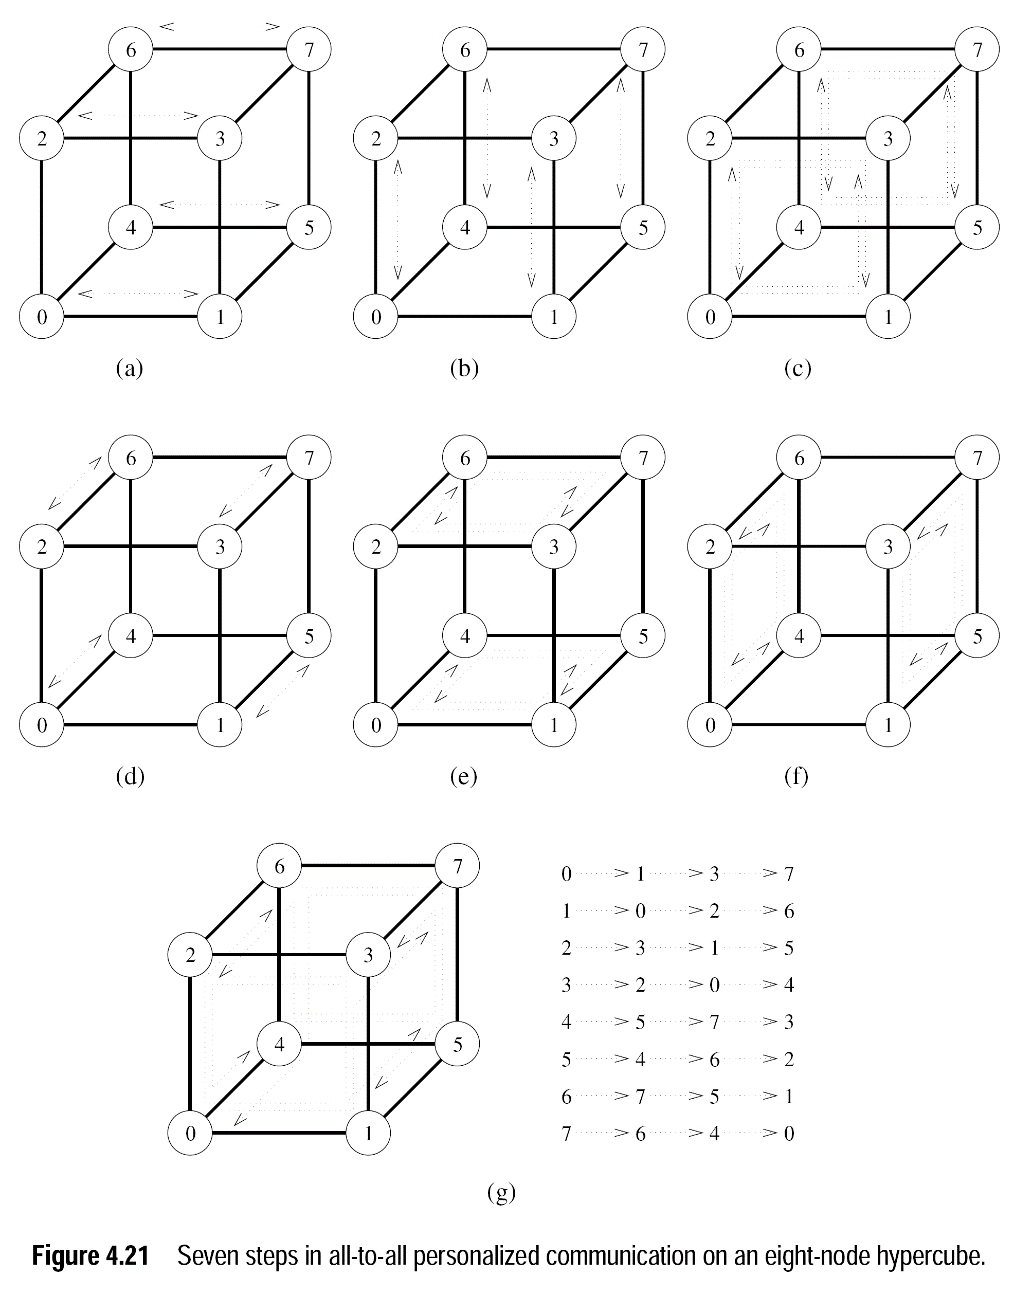 6 7 6 7 6 7
2 3 2 3 2 3
4 5 4 5 4 5
0 1 0 1 0 1
(a) (b) (c)
6 7 6 7 6 7
2 3 2 3 2 3
4 5 4 5 4 5
0 1 0 1 0 1
(d) (e) (f)
6 7
2 3
4 5
0 1
0 > 1 > 3 > 7
1 > 0 > 2 > 6
2 > 3 > 1 > 5
3 > 2 > 0 > 4
4 > 5 > 7 > 3
5 > 4 > 6 > 2
6 > 7 > 5 > 1
7 > 6 > 4 > 0
(g)
Figure 4.21 Seven steps in all-to-all personalized communication on an eight-node hypercube.